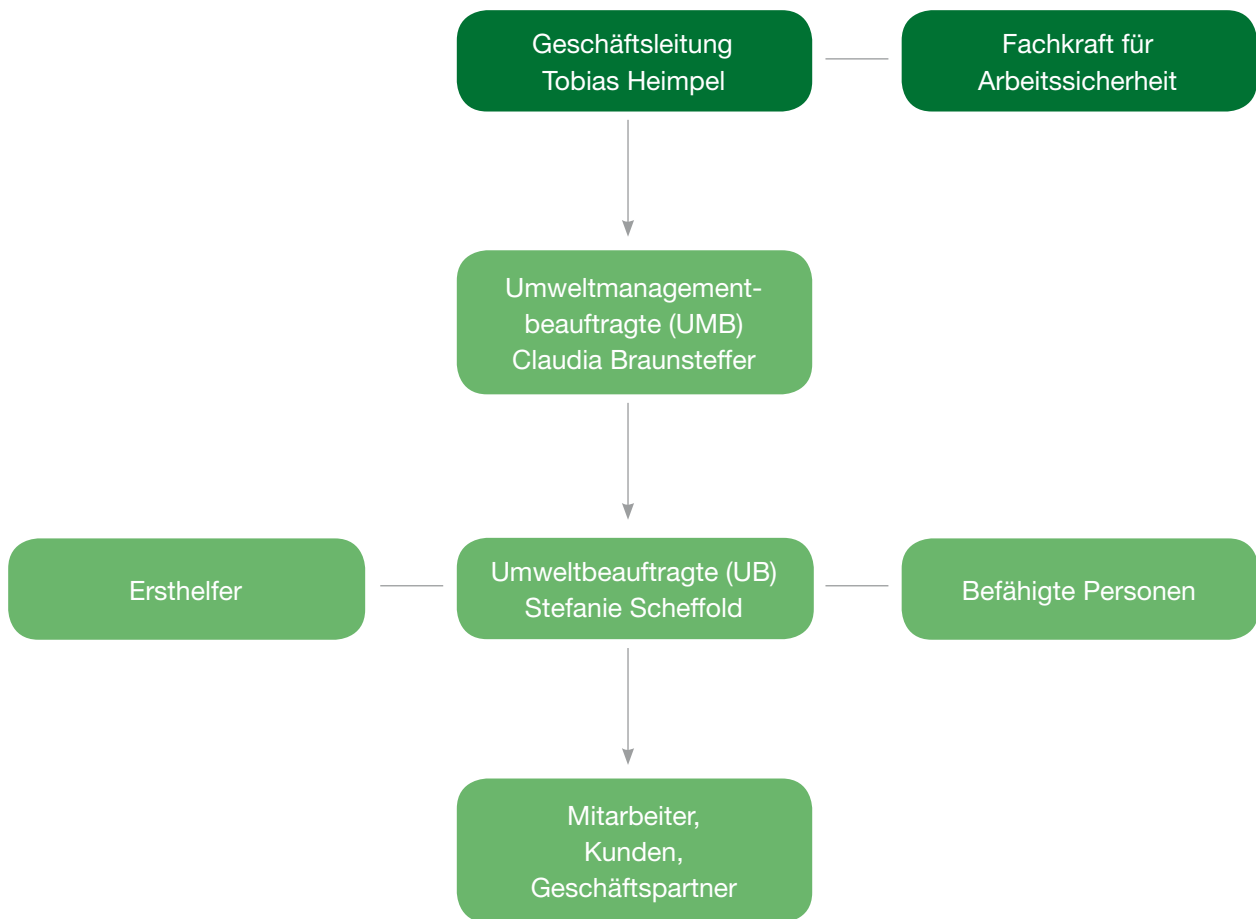 Geschäftsleitung
Tobias Heimpel
Fachkraft für
Arbeitssicherheit
Umweltmanagement-
beauftragte (UMB)
Claudia Braunsteffer
Ersthelfer
Umweltbeauftragte (UB)
Stefanie Scheffold
Befähigte Personen
Mitarbeiter,
Kunden,
Geschäftspartner